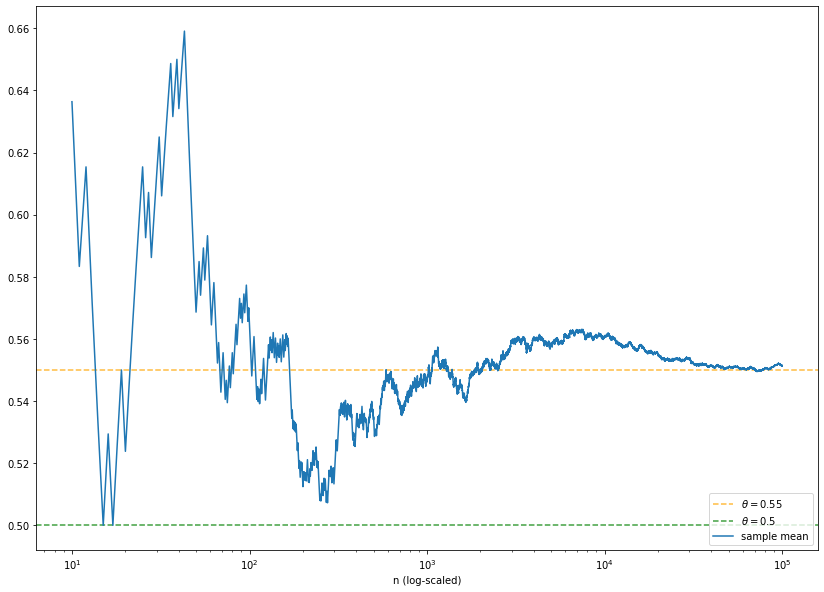 0.66
0.64
0.62
0.60
0.58
0.56
0.54
0.52
0.50
10¹ 10² 10³ 10⁴ 10⁵
n (log-scaled)
θ = 0.55
θ = 0.5
sample mean